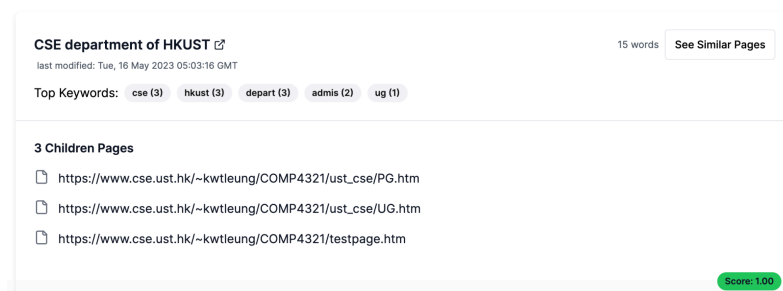 CSE department of HKUST
15 words See Similar Pages
last modified: Tue, 16 May 2023 05:03:16 GMT
Top Keywords: cse (3) hkust (3) depart (3) admis (2) ug (1)
3 Children Pages
https://www.cse.ust.hk/~kwtleung/COMP4321/ust_cse/PG.htm
https://www.cse.ust.hk/~kwtleung/COMP4321/ust_cse/UG.htm
https://www.cse.ust.hk/~kwtleung/COMP4321/testpage.htm
Score: 1.00